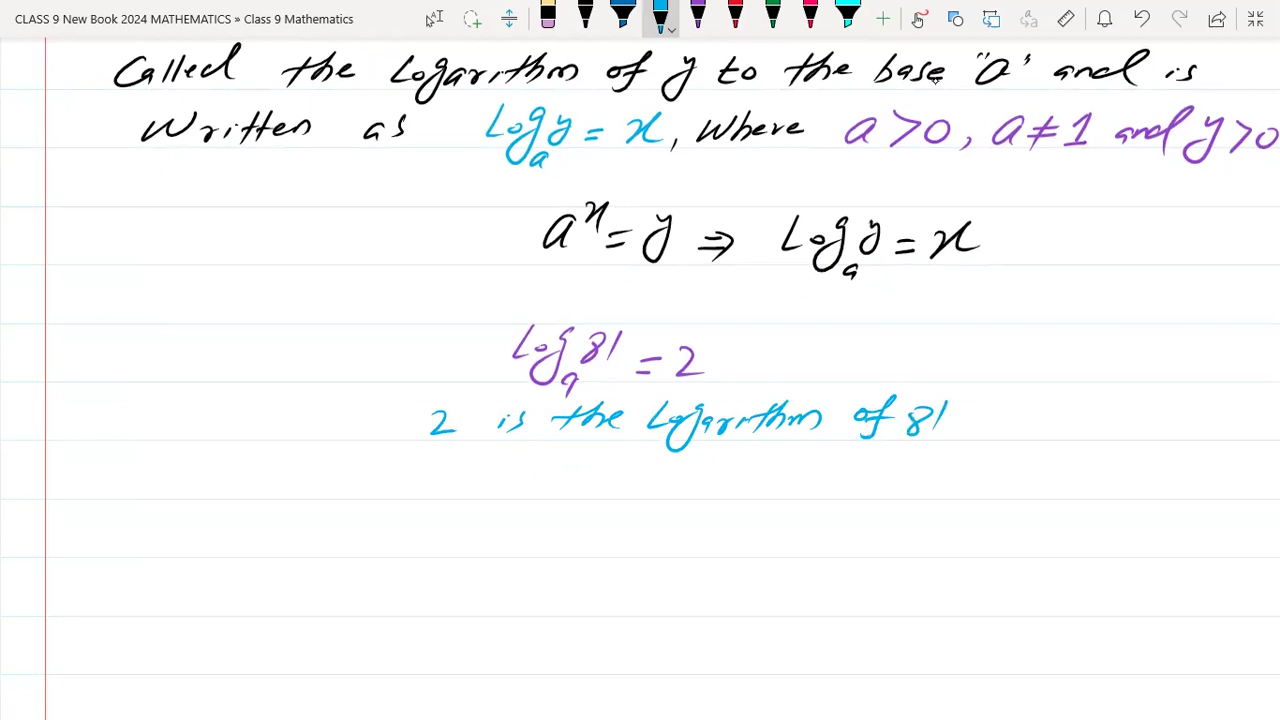 CLASS 9 New Book 2024 MATHEMATICS » Class 9 Mathematics
Called the Logarithm of y to the base "a" and is
Written as Log_a y = x, Where a > 0, a ≠ 1 and y > 0
a^x = y ⇒ Log_a y = x
Log_9 81 = 2
2 is the Logarithm of 81